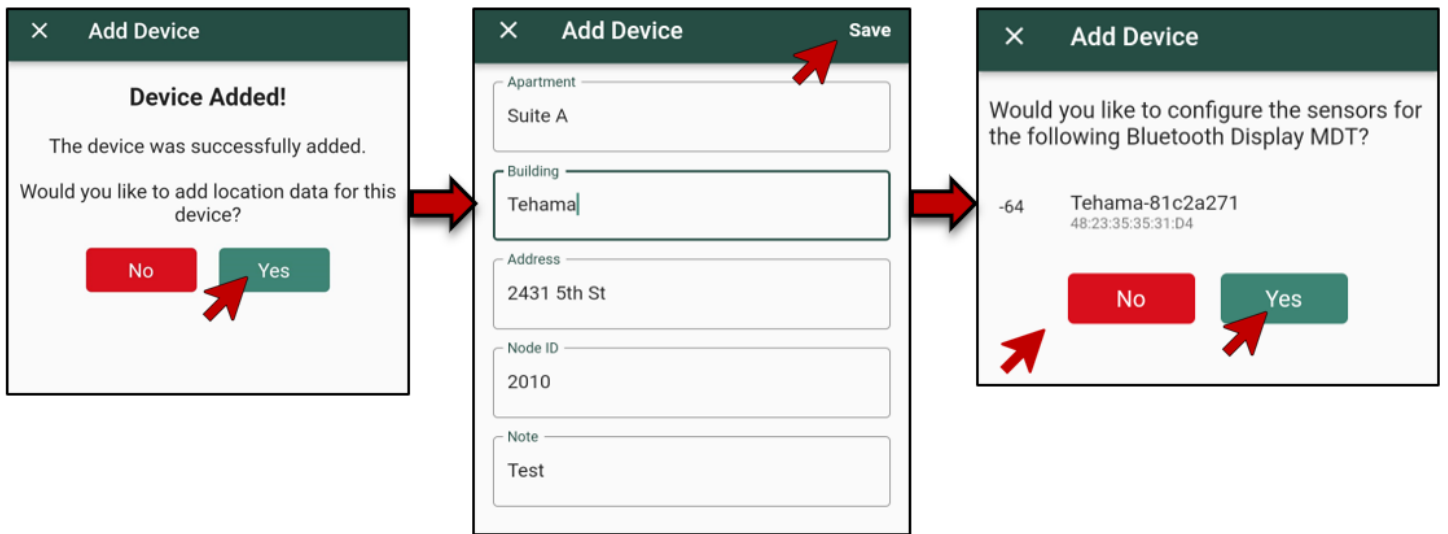 × Add Device
Device Added!
The device was successfully added.
Would you like to add location data for this
device?
No
Yes
× Add Device Save
Apartment
Suite A
Building
Tehama
Address
2431 5th St
Node ID
2010
Note
Test
× Add Device
Would you like to configure the sensors for
the following Bluetooth Display MDT?
-64 Tehama-81c2a271
48:23:35:35:31:D4
No
Yes